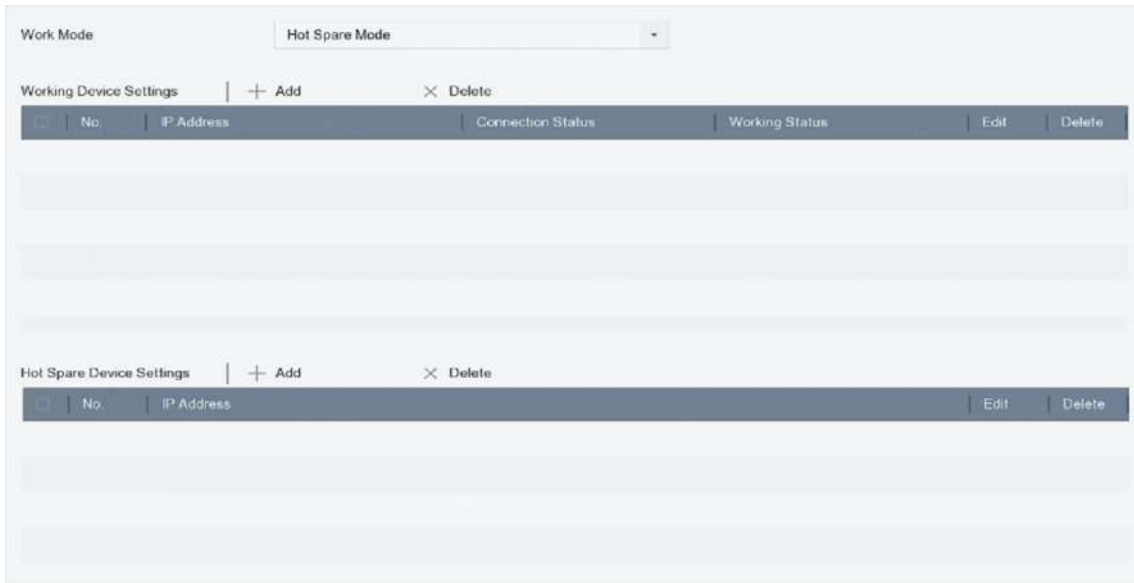 Work Mode Hot Spare Mode
Working Device Settings Add Delete
No. IP Address Connection Status Working Status Edit Delete
Hot Spare Device Settings Add Delete
No. IP Address Edit Delete